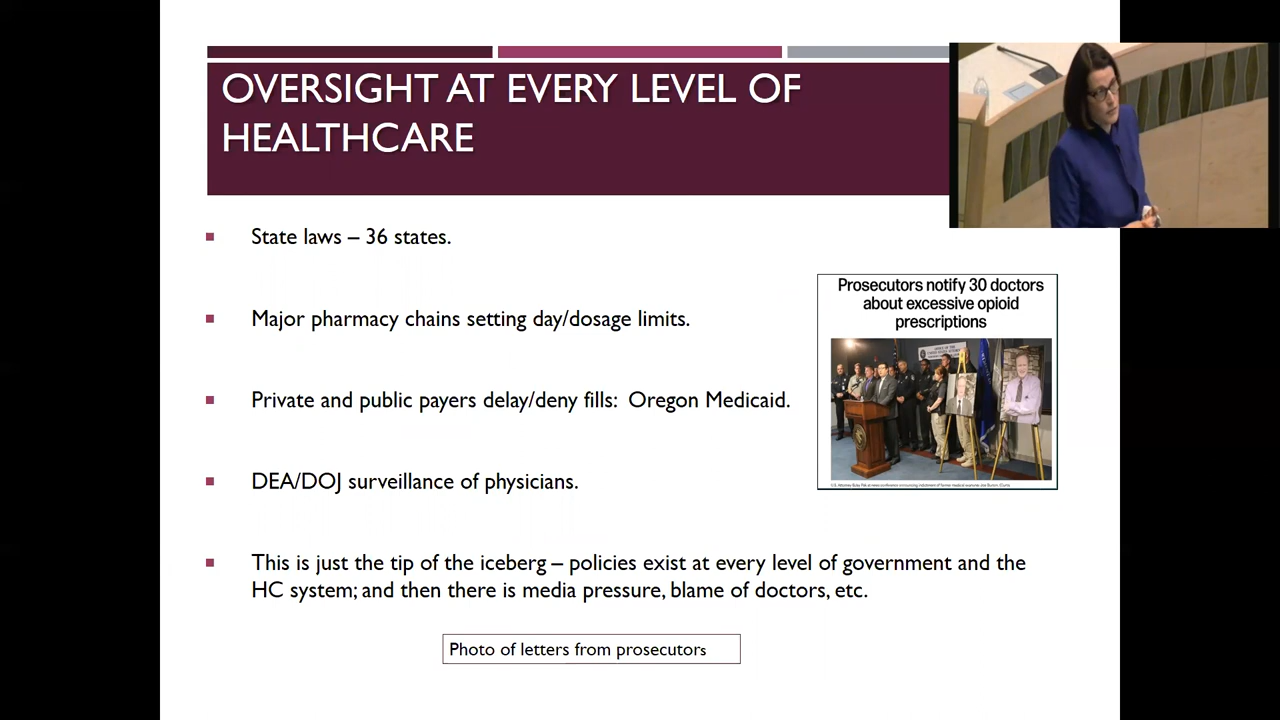 OVERSIGHT AT EVERY LEVEL OF
HEALTHCARE
State laws – 36 states.
Major pharmacy chains setting day/dosage limits.
Private and public payers delay/deny fills: Oregon Medicaid.
DEA/DOJ surveillance of physicians.
This is just the tip of the iceberg – policies exist at every level of government and the
HC system; and then there is media pressure, blame of doctors, etc.
Prosecutors notify 30 doctors
about excessive opioid
prescriptions
Photo of letters from prosecutors